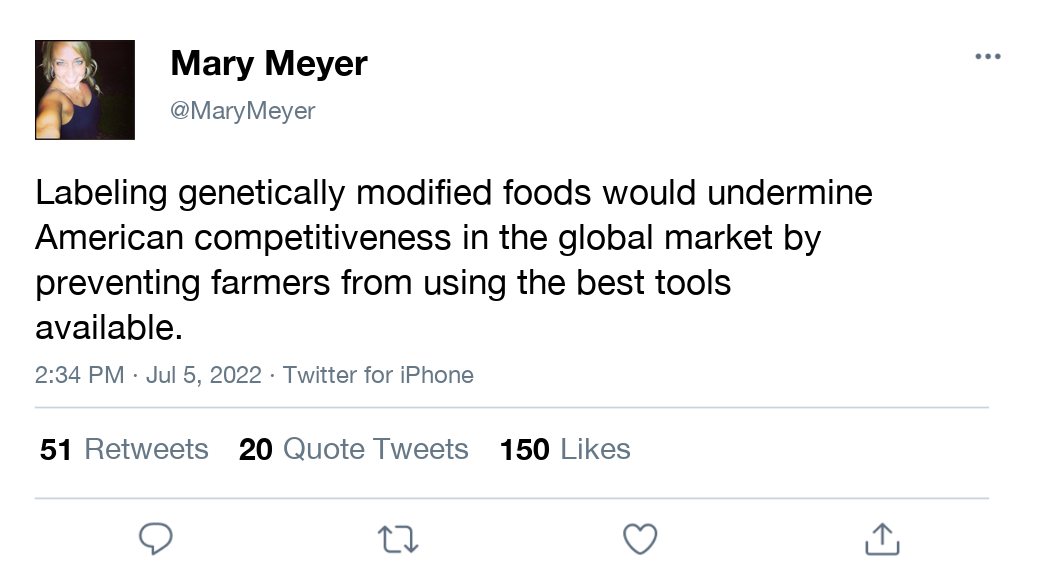 Mary Meyer
@MaryMeyer
Labeling genetically modified foods would undermine
American competitiveness in the global market by
preventing farmers from using the best tools
available.
2:34 PM · Jul 5, 2022 · Twitter for iPhone
51 Retweets 20 Quote Tweets 150 Likes